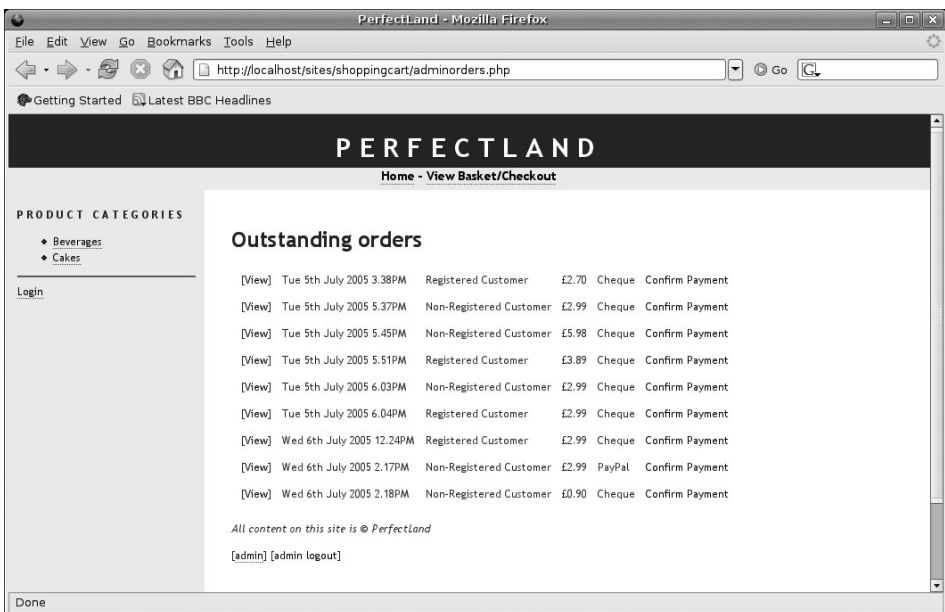 PerfectLand - Mozilla Firefox
File Edit View Go Bookmarks Tools Help
http://localhost/sites/shoppingcart/adminorders.php
Go
G
Getting Started Latest BBC Headlines
PERFECTLAND
Home - View Basket/Checkout
PRODUCT CATEGORIES
Beverages
Cakes
Login
Outstanding orders
[View] Tue 5th July 2005 3.38PM Registered Customer £2.70 Cheque Confirm Payment
[View] Tue 5th July 2005 5.37PM Non-Registered Customer £2.99 Cheque Confirm Payment
[View] Tue 5th July 2005 5.45PM Non-Registered Customer £5.98 Cheque Confirm Payment
[View] Tue 5th July 2005 5.51PM Registered Customer £3.89 Cheque Confirm Payment
[View] Tue 5th July 2005 6.03PM Non-Registered Customer £2.99 Cheque Confirm Payment
[View] Tue 5th July 2005 6.04PM Registered Customer £2.99 Cheque Confirm Payment
[View] Wed 6th July 2005 12.24PM Registered Customer £2.99 Cheque Confirm Payment
[View] Wed 6th July 2005 2.17PM Non-Registered Customer £2.99 PayPal Confirm Payment
[View] Wed 6th July 2005 2.18PM Non-Registered Customer £0.90 Cheque Confirm Payment
All content on this site is © PerfectLand
[admin] [admin logout]
Done